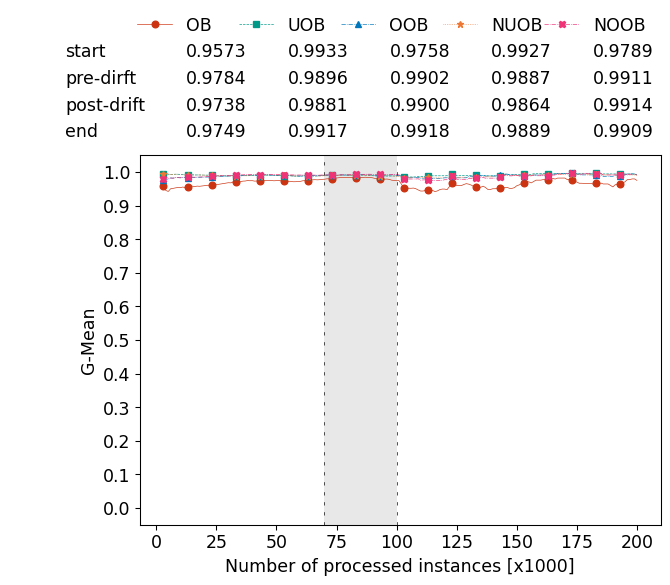 OB UOB OOB NUOB NOOB
start 0.9573 0.9933 0.9758 0.9927 0.9789
pre-dirft 0.9784 0.9896 0.9902 0.9887 0.9911
post-drift 0.9738 0.9881 0.9900 0.9864 0.9914
end 0.9749 0.9917 0.9918 0.9889 0.9909
1.0
0.9
0.8
0.7
0.6
0.5
0.4
0.3
0.2
0.1
0.0
G-Mean
0 25 50 75 100 125 150 175 200
Number of processed instances [x1000]